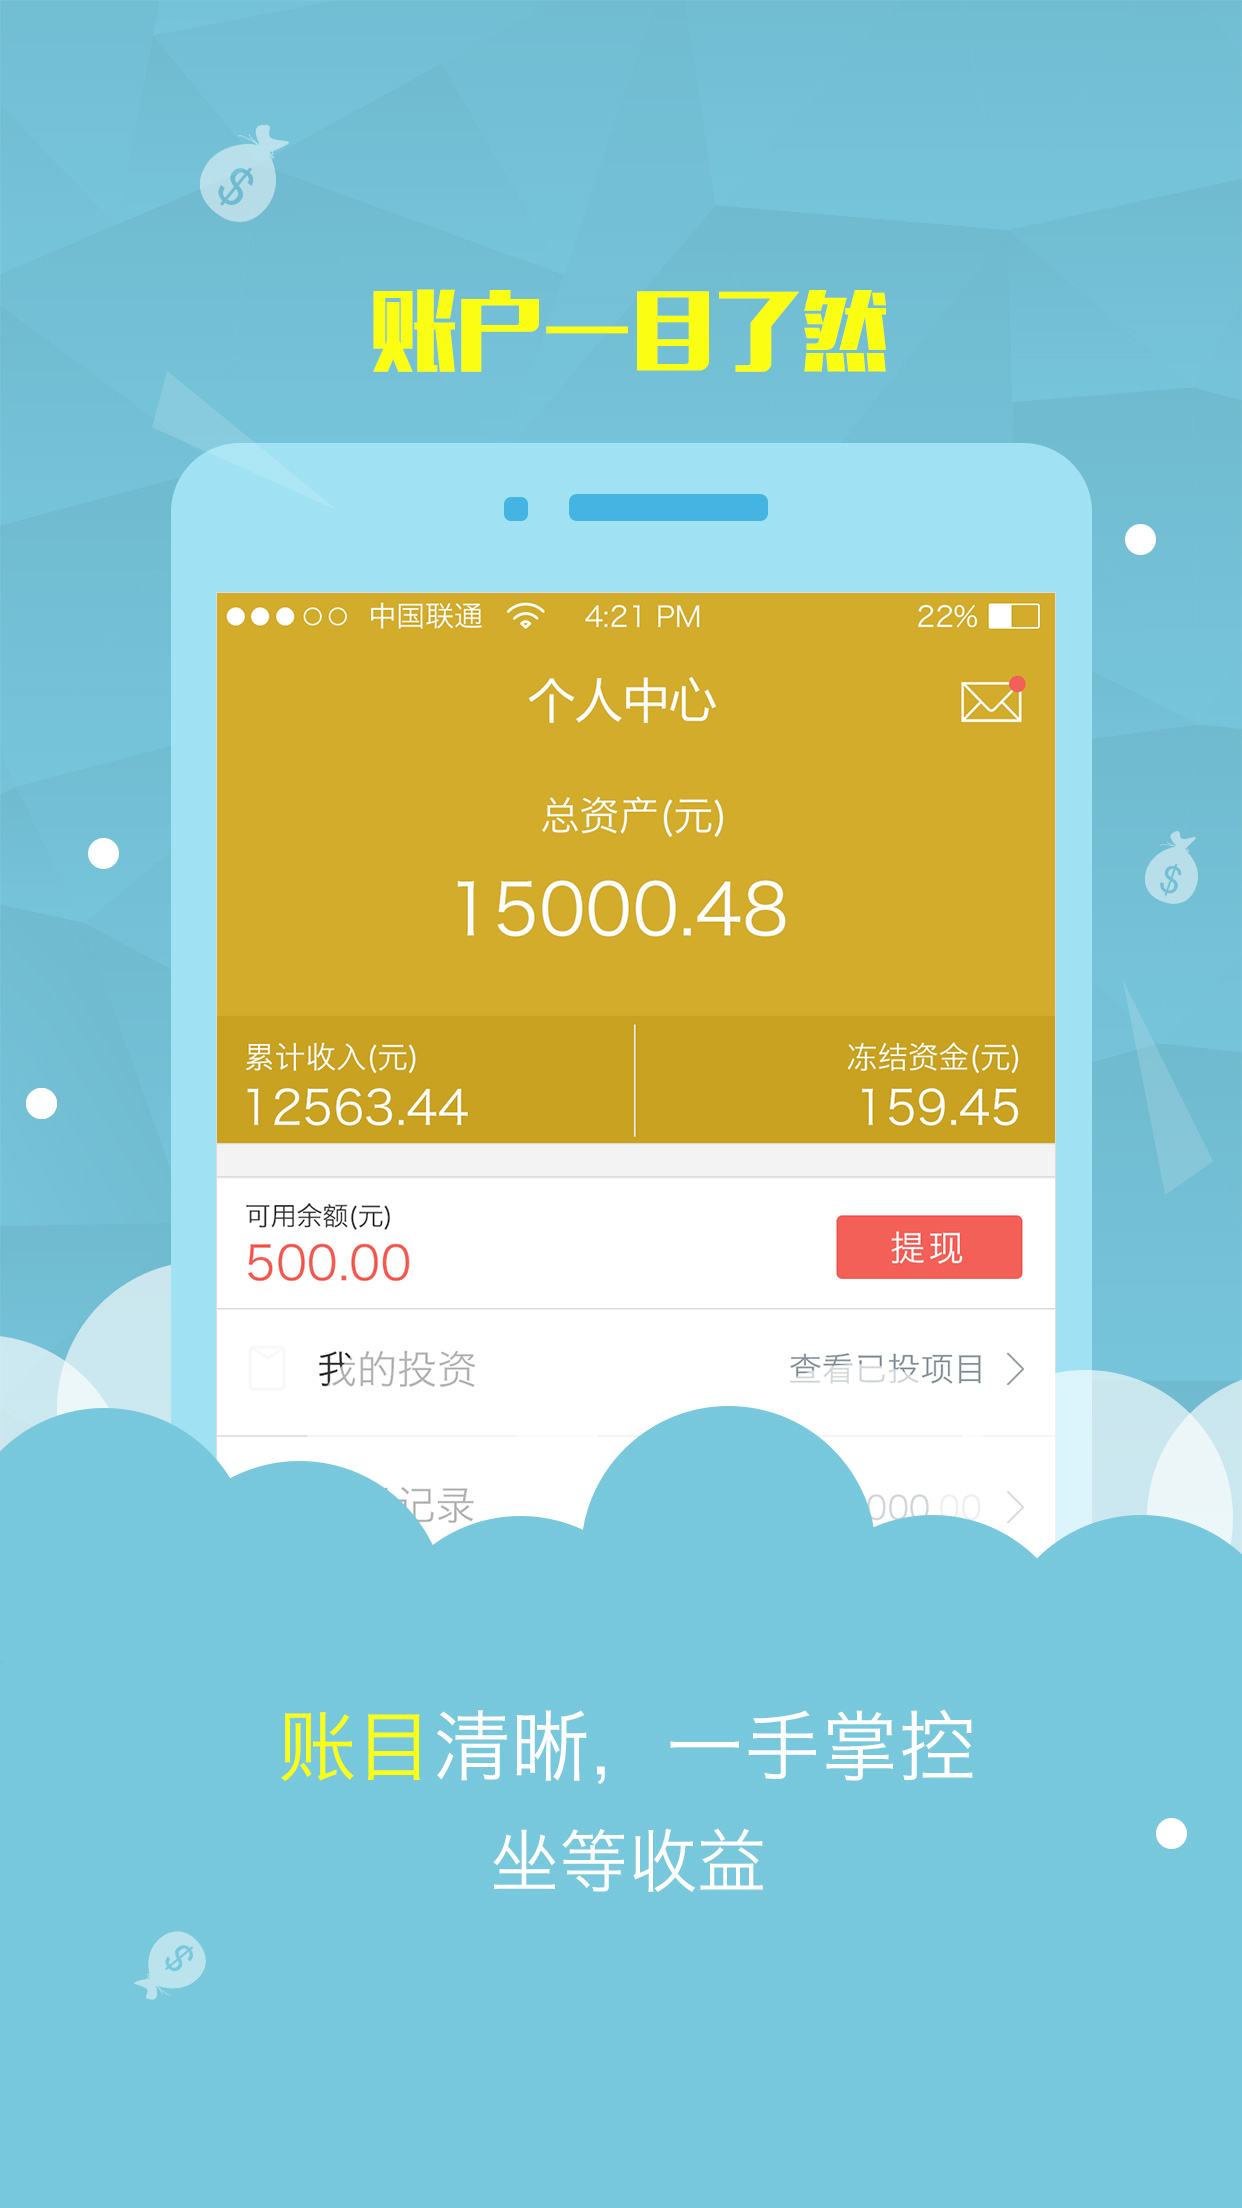 账户一目了然
中国联通 4:21 PM 22%
个人中心
总资产(元)
15000.48
累计收入(元) 冻结资金(元)
12563.44 159.45
可用余额(元)
500.00
提现
我的投资 查看已投项目
记录 000.00
账目清晰，一手掌控
坐等收益